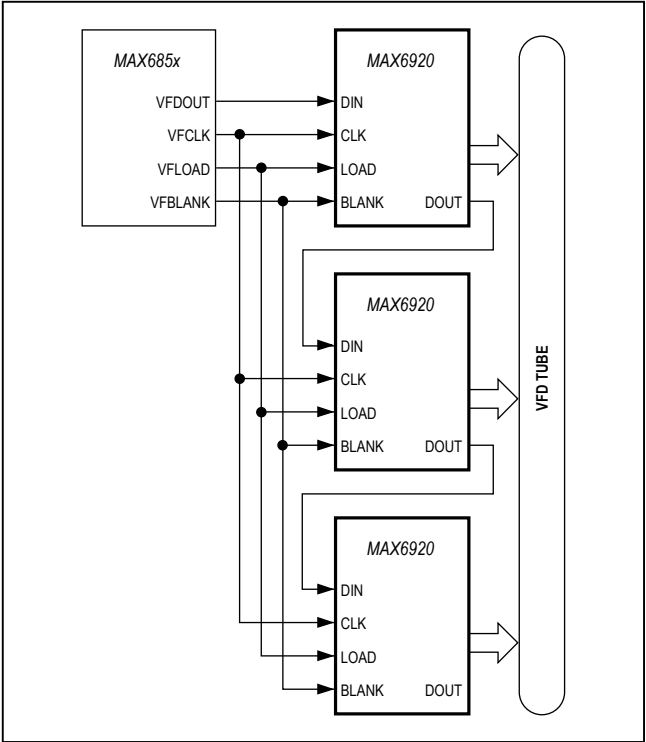 MAX685x
VFDOUT
VFCLK
VFLOAD
VFBLANK
MAX6920
DIN
CLK
LOAD
BLANK DOUT
MAX6920
DIN
CLK
LOAD
BLANK DOUT
MAX6920
DIN
CLK
LOAD
BLANK DOUT
VFD TUBE